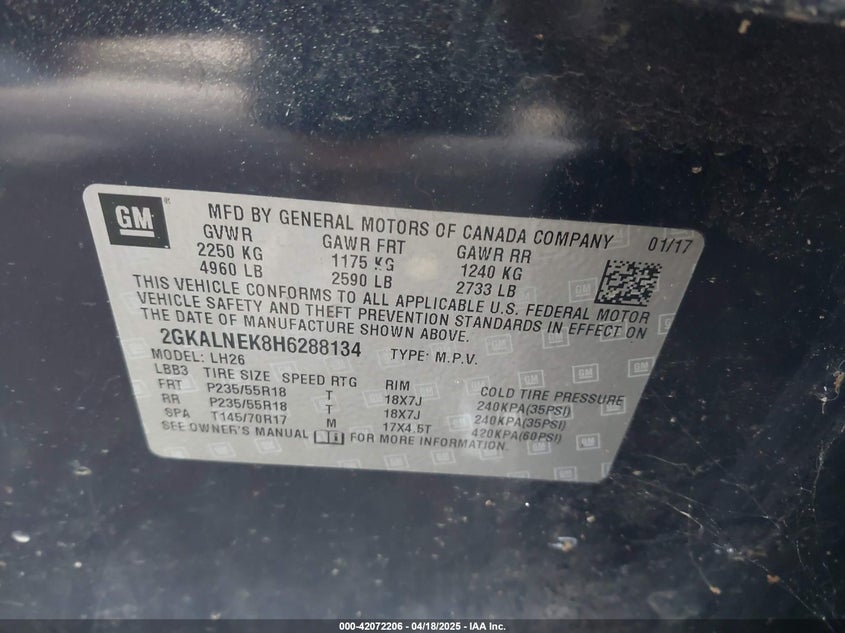 GM
MFD BY GENERAL MOTORS OF CANADA COMPANY 01/17
GVWR GAWR FRT GAWR RR
2250 KG 1175 KG 1240 KG
4960 LB 2590 LB 2733 LB
THIS VEHICLE CONFORMS TO ALL APPLICABLE U.S. FEDERAL MOTOR
VEHICLE SAFETY AND THEFT PREVENTION STANDARDS IN EFFECT ON
THE DATE OF MANUFACTURE SHOWN ABOVE.
2GKALNEK8H6288134 TYPE: M.P.V.
MODEL: LH26
LBB3 TIRE SIZE SPEED RTG RIM COLD TIRE PRESSURE
FRT P235/55R18 T 18X7J 240KPA(35PSI)
RR P235/55R18 T 18X7J 240KPA(35PSI)
SPA T145/70R17 M 17X4.5T 420KPA(60PSI)
SEE OWNER'S MANUAL FOR MORE INFORMATION.
000-42072206 - 04/18/2025 - IAA Inc.